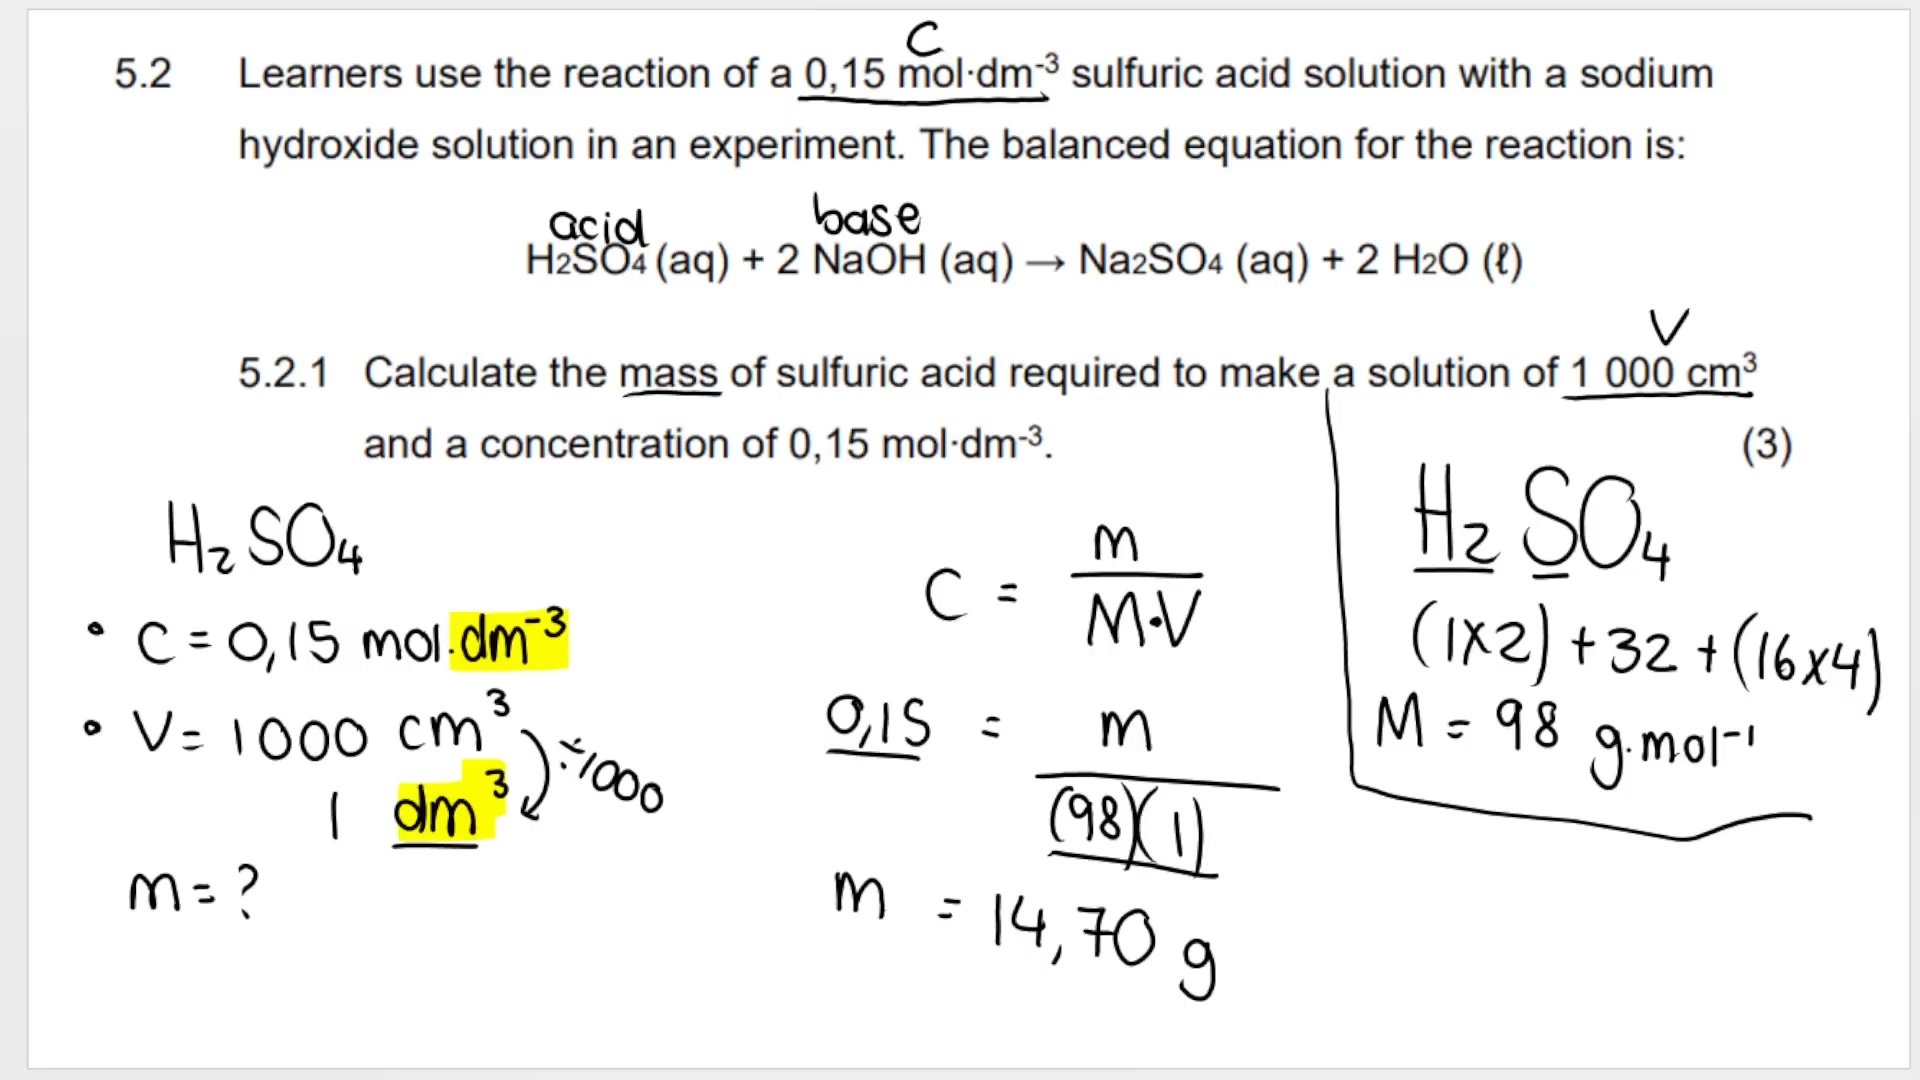 C
5.2 Learners use the reaction of a 0,15 mol·dm⁻³ sulfuric acid solution with a sodium
hydroxide solution in an experiment. The balanced equation for the reaction is:
acid base
H₂SO₄ (aq) + 2 NaOH (aq) → Na₂SO₄ (aq) + 2 H₂O (ℓ)
V
5.2.1 Calculate the mass of sulfuric acid required to make a solution of 1 000 cm³
and a concentration of 0,15 mol·dm⁻³. (3)
H₂SO₄
• C = 0,15 mol.dm⁻³
• V = 1000 cm³
÷1000
1 dm³
m = ?
C = m
M·V
0,15 = m
(98)(1)
m = 14,70 g
H₂SO₄
(1x2) + 32 + (16x4)
M = 98 g.mol⁻¹